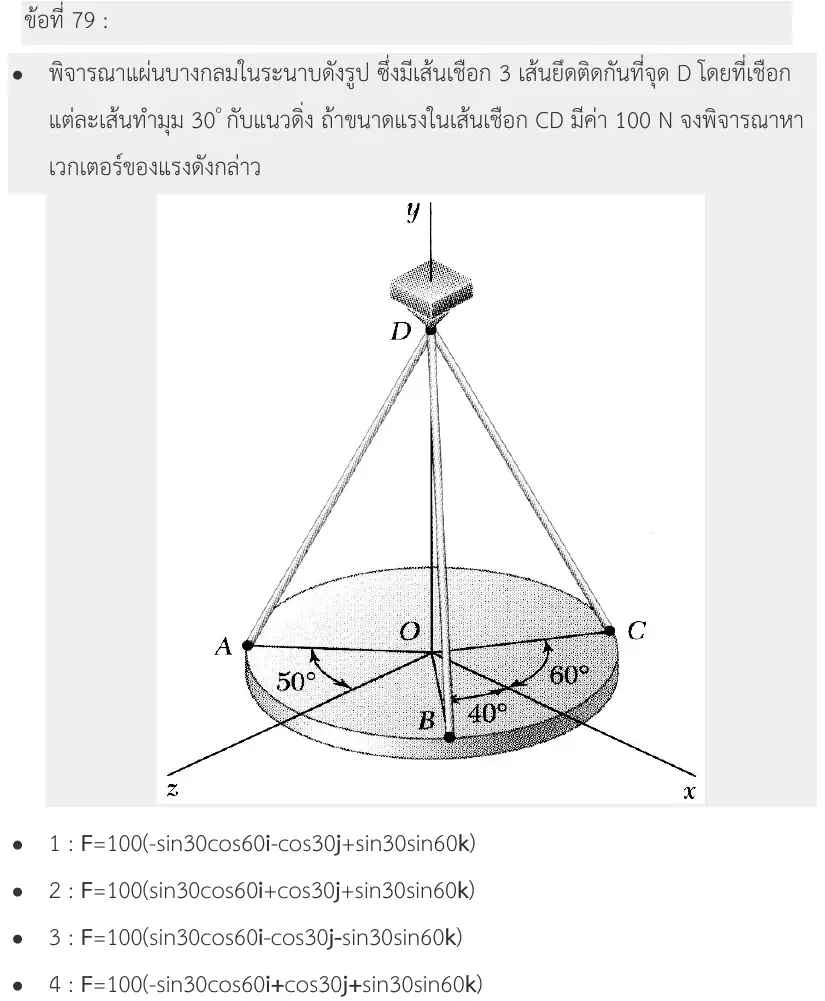 ข้อที่ 79 :
• พิจารณาแผ่นบางกลมในระนาบดังรูป ซึ่งมีเส้นเชือก 3 เส้นยึดติดกันที่จุด D โดยที่เชือก
แต่ละเส้นทำมุม 30° กับแนวดิ่ง ถ้าขนาดแรงในเส้นเชือก CD มีค่า 100 N จงพิจารณาหา
เวกเตอร์ของแรงดังกล่าว
y
D
A
O
C
50°
60°
B
40°
z
x
• 1 : F=100(-sin30cos60i-cos30j+sin30sin60k)
• 2 : F=100(sin30cos60i+cos30j+sin30sin60k)
• 3 : F=100(sin30cos60i-cos30j-sin30sin60k)
• 4 : F=100(-sin30cos60i+cos30j+sin30sin60k)